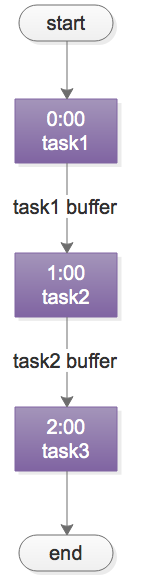 start
0:00
task1
task1 buffer
1:00
task2
task2 buffer
2:00
task3
end